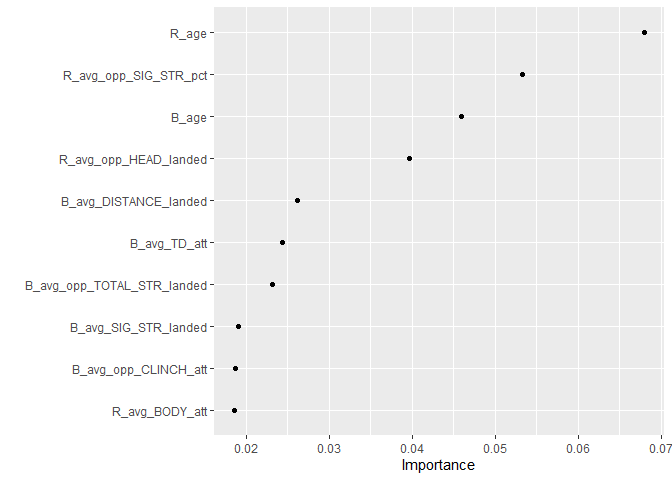 R_age
R_avg_opp_SIG_STR_pct
B_age
R_avg_opp_HEAD_landed
B_avg_DISTANCE_landed
B_avg_TD_att
B_avg_opp_TOTAL_STR_landed
B_avg_SIG_STR_landed
B_avg_opp_CLINCH_att
R_avg_BODY_att
0.02 0.03 0.04 0.05 0.06 0.07
Importance